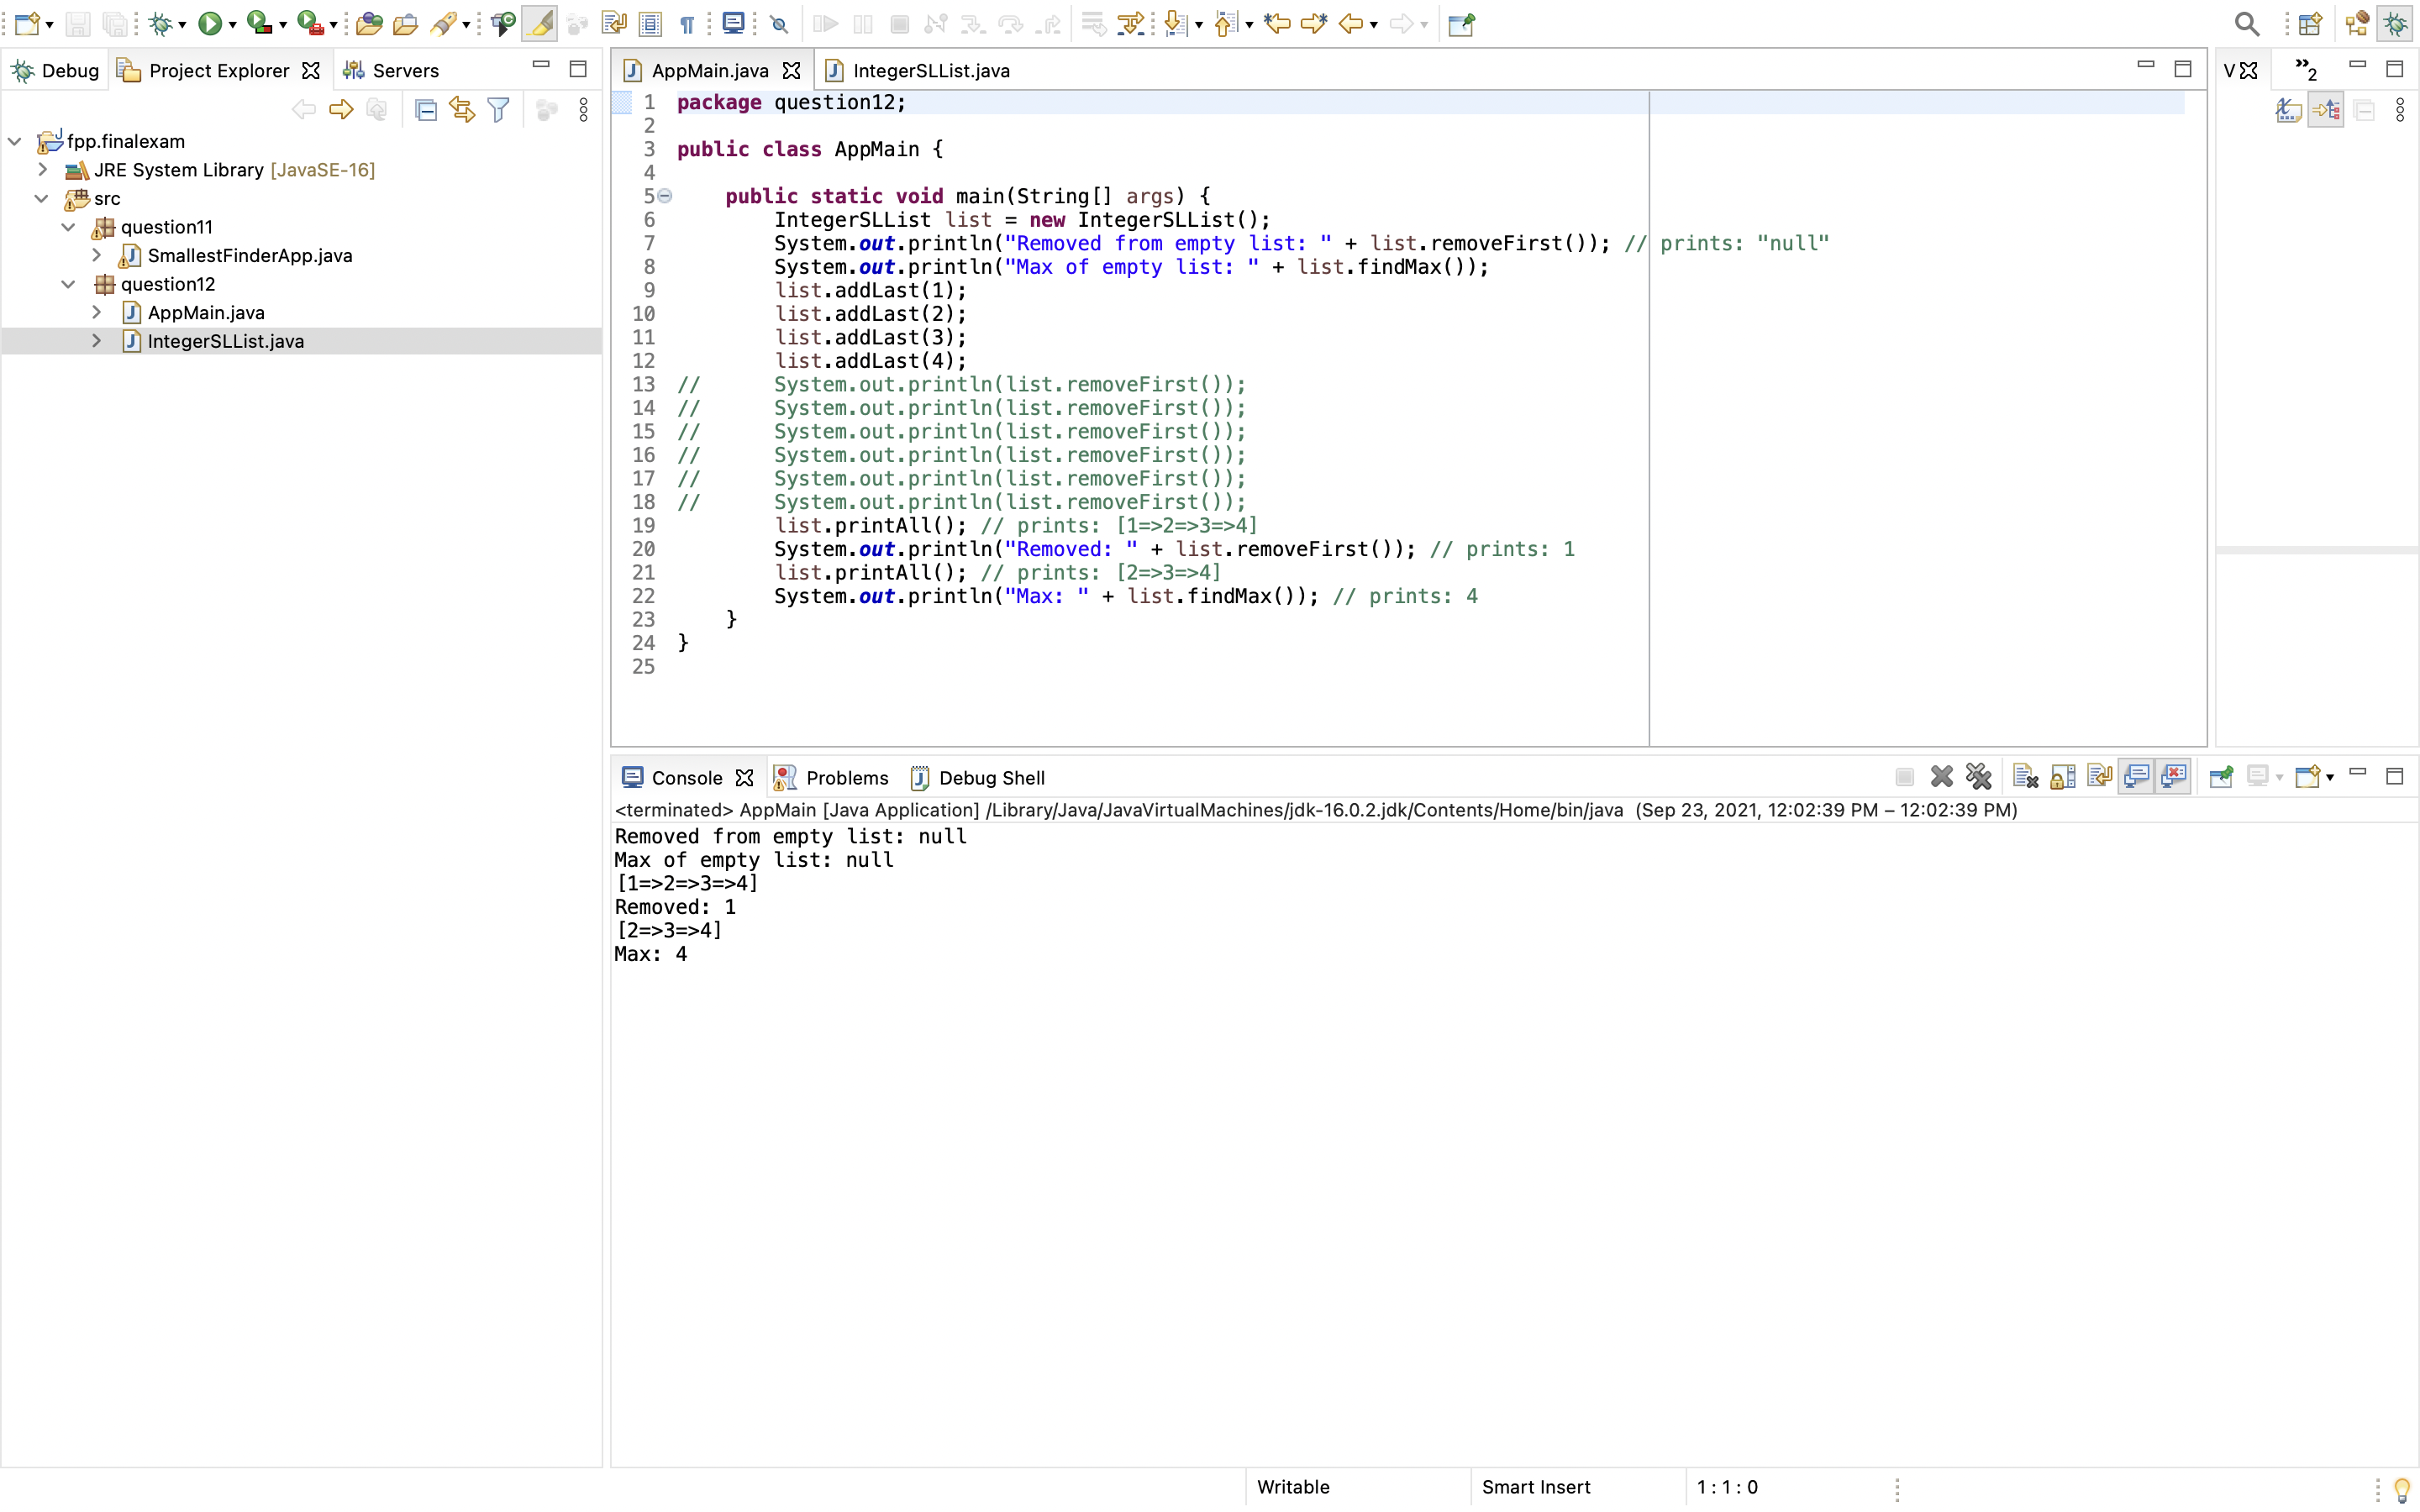 Debug Project Explorer Servers
fpp.finalexam
JRE System Library [JavaSE-16]
src
question11
SmallestFinderApp.java
question12
AppMain.java
IntegerSLList.java
AppMain.java IntegerSLList.java
1 package question12;
2
3 public class AppMain {
4
5     public static void main(String[] args) {
6         IntegerSLList list = new IntegerSLList();
7         System.out.println("Removed from empty list: " + list.removeFirst()); // prints: "null"
8         System.out.println("Max of empty list: " + list.findMax());
9         list.addLast(1);
10         list.addLast(2);
11         list.addLast(3);
12         list.addLast(4);
13 //      System.out.println(list.removeFirst());
14 //      System.out.println(list.removeFirst());
15 //      System.out.println(list.removeFirst());
16 //      System.out.println(list.removeFirst());
17 //      System.out.println(list.removeFirst());
18 //      System.out.println(list.removeFirst());
19         list.printAll(); // prints: [1=>2=>3=>4]
20         System.out.println("Removed: " + list.removeFirst()); // prints: 1
21         list.printAll(); // prints: [2=>3=>4]
22         System.out.println("Max: " + list.findMax()); // prints: 4
23     }
24 }
25
V »2
Console Problems Debug Shell
<terminated> AppMain [Java Application] /Library/Java/JavaVirtualMachines/jdk-16.0.2.jdk/Contents/Home/bin/java (Sep 23, 2021, 12:02:39 PM – 12:02:39 PM)
Removed from empty list: null
Max of empty list: null
[1=>2=>3=>4]
Removed: 1
[2=>3=>4]
Max: 4
Writable Smart Insert 1 : 1 : 0